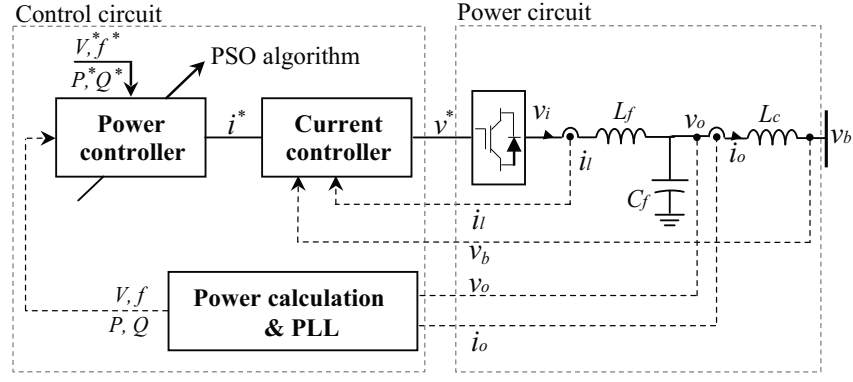 Control circuit
Power circuit
V,* f*
P,* Q*
PSO algorithm
Power controller
i*
Current controller
v*
vi
il
Lf
Cf
vo
io
Lc
vb
il
vb
vo
io
V, f
P, Q
Power calculation & PLL